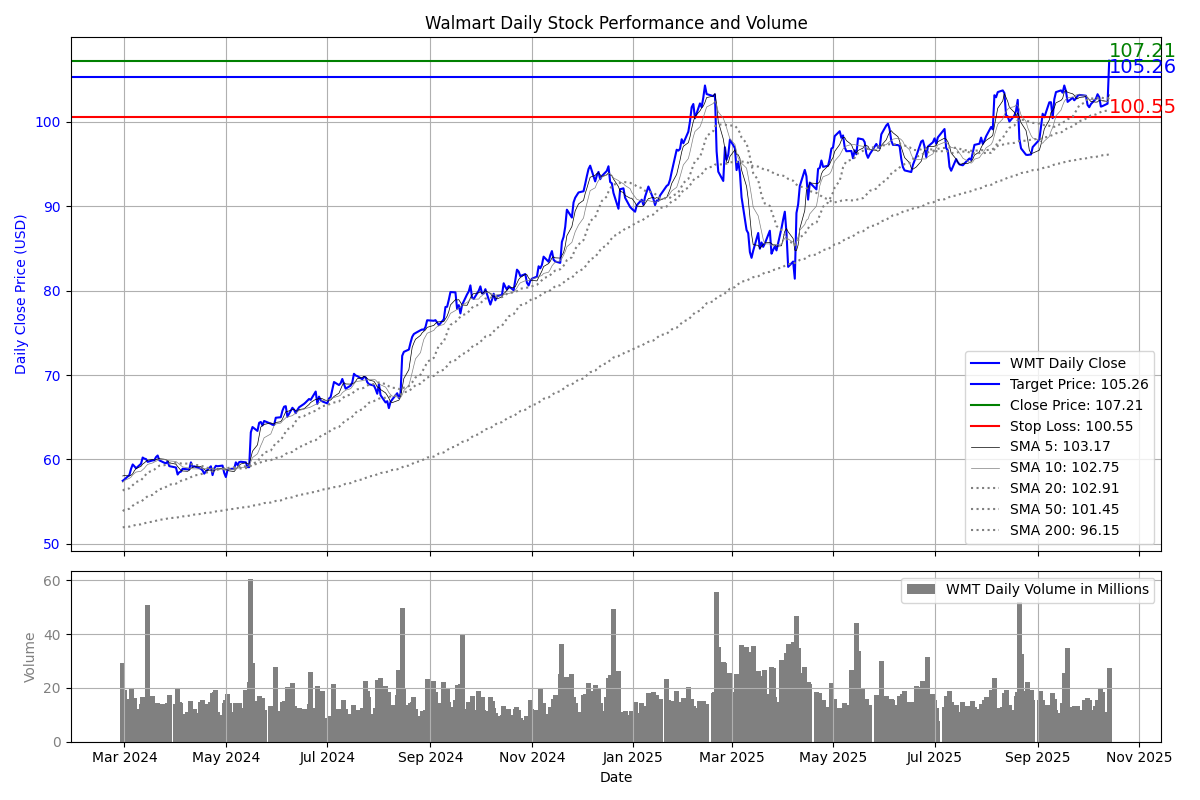 Walmart Daily Stock Performance and Volume
107.21
105.26
100.55
100
90
80
70
60
50
Daily Close Price (USD)
WMT Daily Close
Target Price: 105.26
Close Price: 107.21
Stop Loss: 100.55
SMA 5: 103.17
SMA 10: 102.75
SMA 20: 102.91
SMA 50: 101.45
SMA 200: 96.15
60
40
20
0
Volume
WMT Daily Volume in Millions
Mar 2024 May 2024 Jul 2024 Sep 2024 Nov 2024 Jan 2025 Mar 2025 May 2025 Jul 2025 Sep 2025 Nov 2025
Date